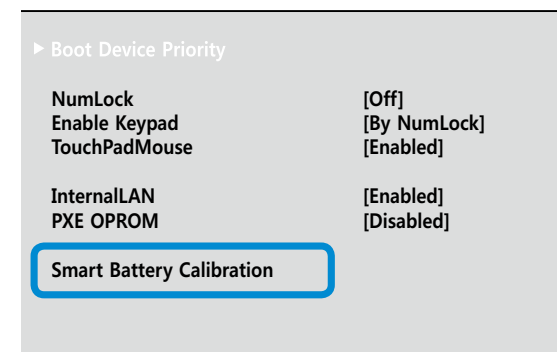 ▶ Boot Device Priority
NumLock [Off]
Enable Keypad [By NumLock]
TouchPadMouse [Enabled]
InternalLAN [Enabled]
PXE OPROM [Disabled]
Smart Battery Calibration